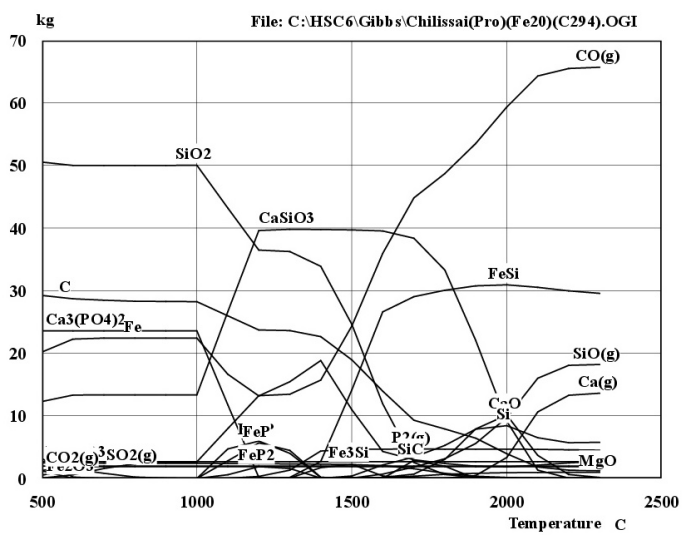 kg File: C:\HSC6\Gibbs\Chilissai(Pro)(Fe20)(C294).OGI
70
CO(g)
60
SiO2
50
CaSiO3
40
FeSi
C
30
Ca3(PO4)2 Fe
20
SiO(g)
Ca(g)
CaO
Si
10
FeP
P2(g)
CO2(g) SO2(g) FeP2 Fe3Si SiC
MgO
0
500 1000 1500 2000 2500
Temperature C